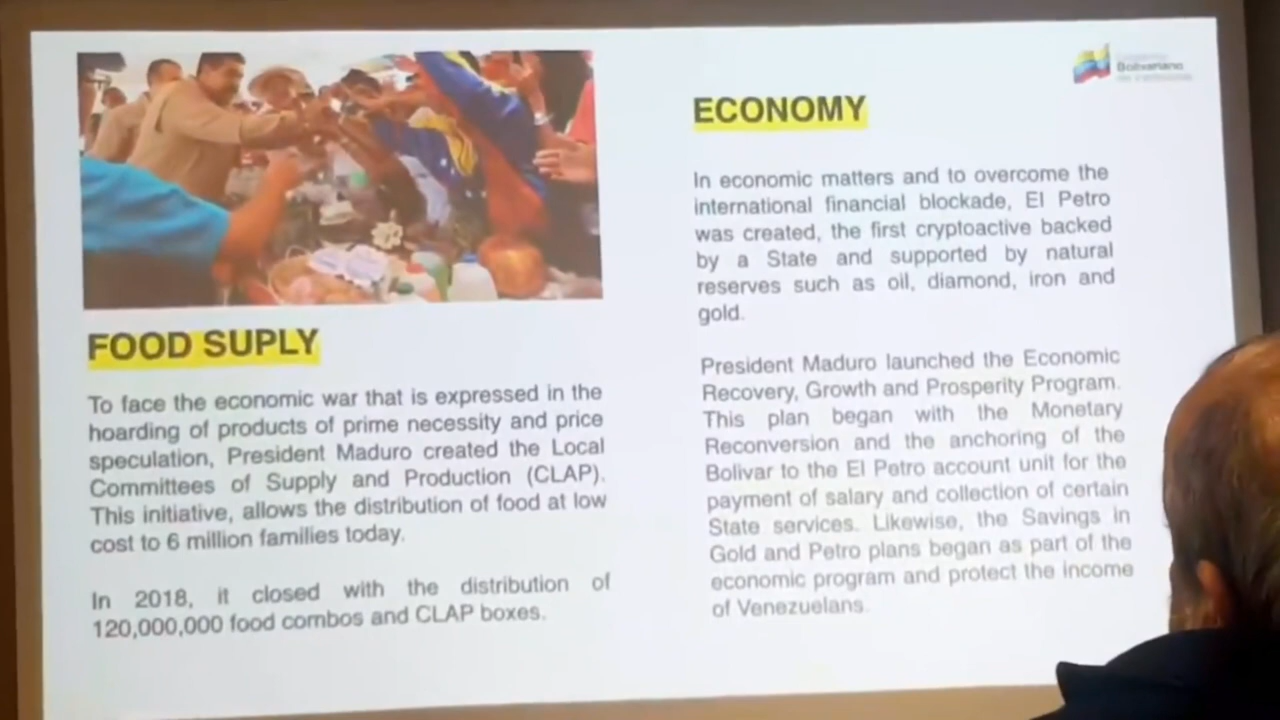 FOOD SUPLY
To face the economic war that is expressed in the
hoarding of products of prime necessity and price
speculation, President Maduro created the Local
Committees of Supply and Production (CLAP).
This initiative, allows the distribution of food at low
cost to 6 million families today.
In 2018, it closed with the distribution of
120,000,000 food combos and CLAP boxes.
Bolivariano
ECONOMY
In economic matters and to overcome the
international financial blockade, El Petro
was created, the first cryptoactive backed
by a State and supported by natural
reserves such as oil, diamond, iron and
gold.
President Maduro launched the Economic
Recovery, Growth and Prosperity Program.
This plan began with the Monetary
Reconversion and the anchoring of the
Bolivar to the El Petro account unit for the
payment of salary and collection of certain
State services. Likewise, the Savings in
Gold and Petro plans began as part of the
economic program and protect the income
of Venezuelans.